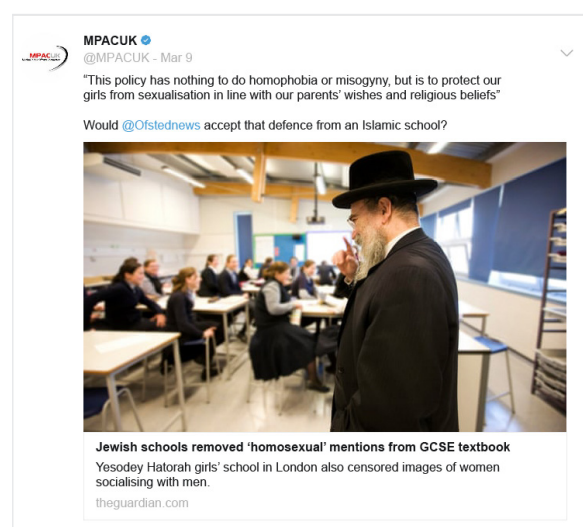 MPACUK
MPACUK
@MPACUK - Mar 9
“This policy has nothing to do homophobia or misogyny, but is to protect our
girls from sexualisation in line with our parents’ wishes and religious beliefs”
Would @Ofstednews accept that defence from an Islamic school?
Jewish schools removed ‘homosexual’ mentions from GCSE textbook
Yesodey Hatorah girls’ school in London also censored images of women
socialising with men.
theguardian.com